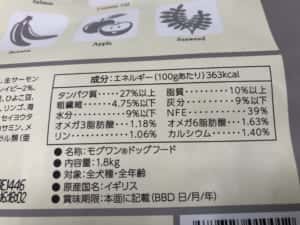 Apple
Seaweed
成分：エネルギー（100gあたり）363kcal
タンパク質……27%以上
脂質……10%以上
粗繊維……4.75%以下
灰分……9%以下
水分……9%以下
NFE……39%
オメガ3脂肪酸……1.18%
オメガ6脂肪酸……1.63%
リン……1.06%
カルシウム……1.40%
●名称：モグワン®ドッグフード
●内容量：1.8kg
●対象：全犬種・全年齢
●原産国名：イギリス
●賞味期限：本面に記載（BBD 日/月/年）
生サーモン